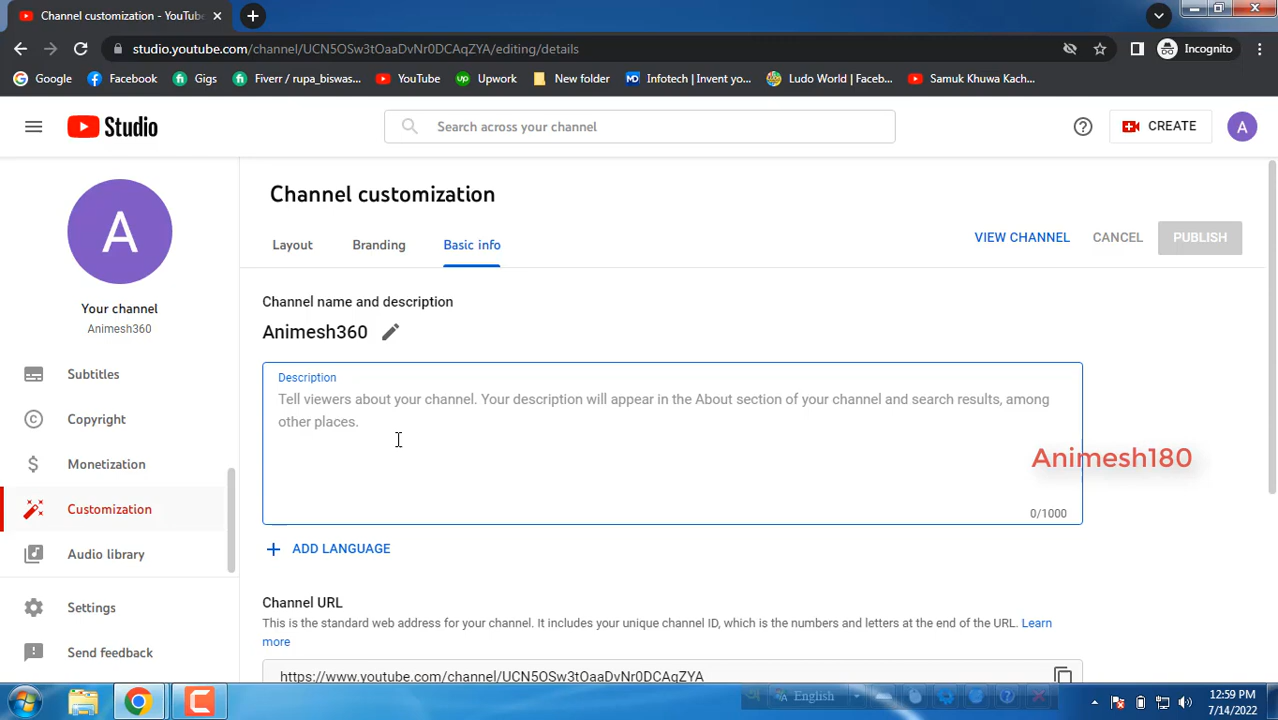 Channel customization - YouTube
studio.youtube.com/channel/UCN5OSw3tOaaDvNr0DCAqZYA/editing/details
Incognito
Google
Facebook
Gigs
Fiverr / rupa_biswas...
YouTube
Upwork
New folder
Infotech | Invent yo...
Ludo World | Faceb...
Samuk Khuwa Kach...
Studio
Search across your channel
CREATE
A
A
Your channel
Animesh360
Subtitles
Copyright
Monetization
Customization
Audio library
Settings
Send feedback
Channel customization
Layout
Branding
Basic info
VIEW CHANNEL
CANCEL
PUBLISH
Channel name and description
Animesh360
Description
Tell viewers about your channel. Your description will appear in the About section of your channel and search results, among
other places.
Animesh180
0/1000
ADD LANGUAGE
Channel URL
This is the standard web address for your channel. It includes your unique channel ID, which is the numbers and letters at the end of the URL. Learn
more
https://www.youtube.com/channel/UCN5OSw3tOaaDvNr0DCAqZYA
English
12:59 PM
7/14/2022